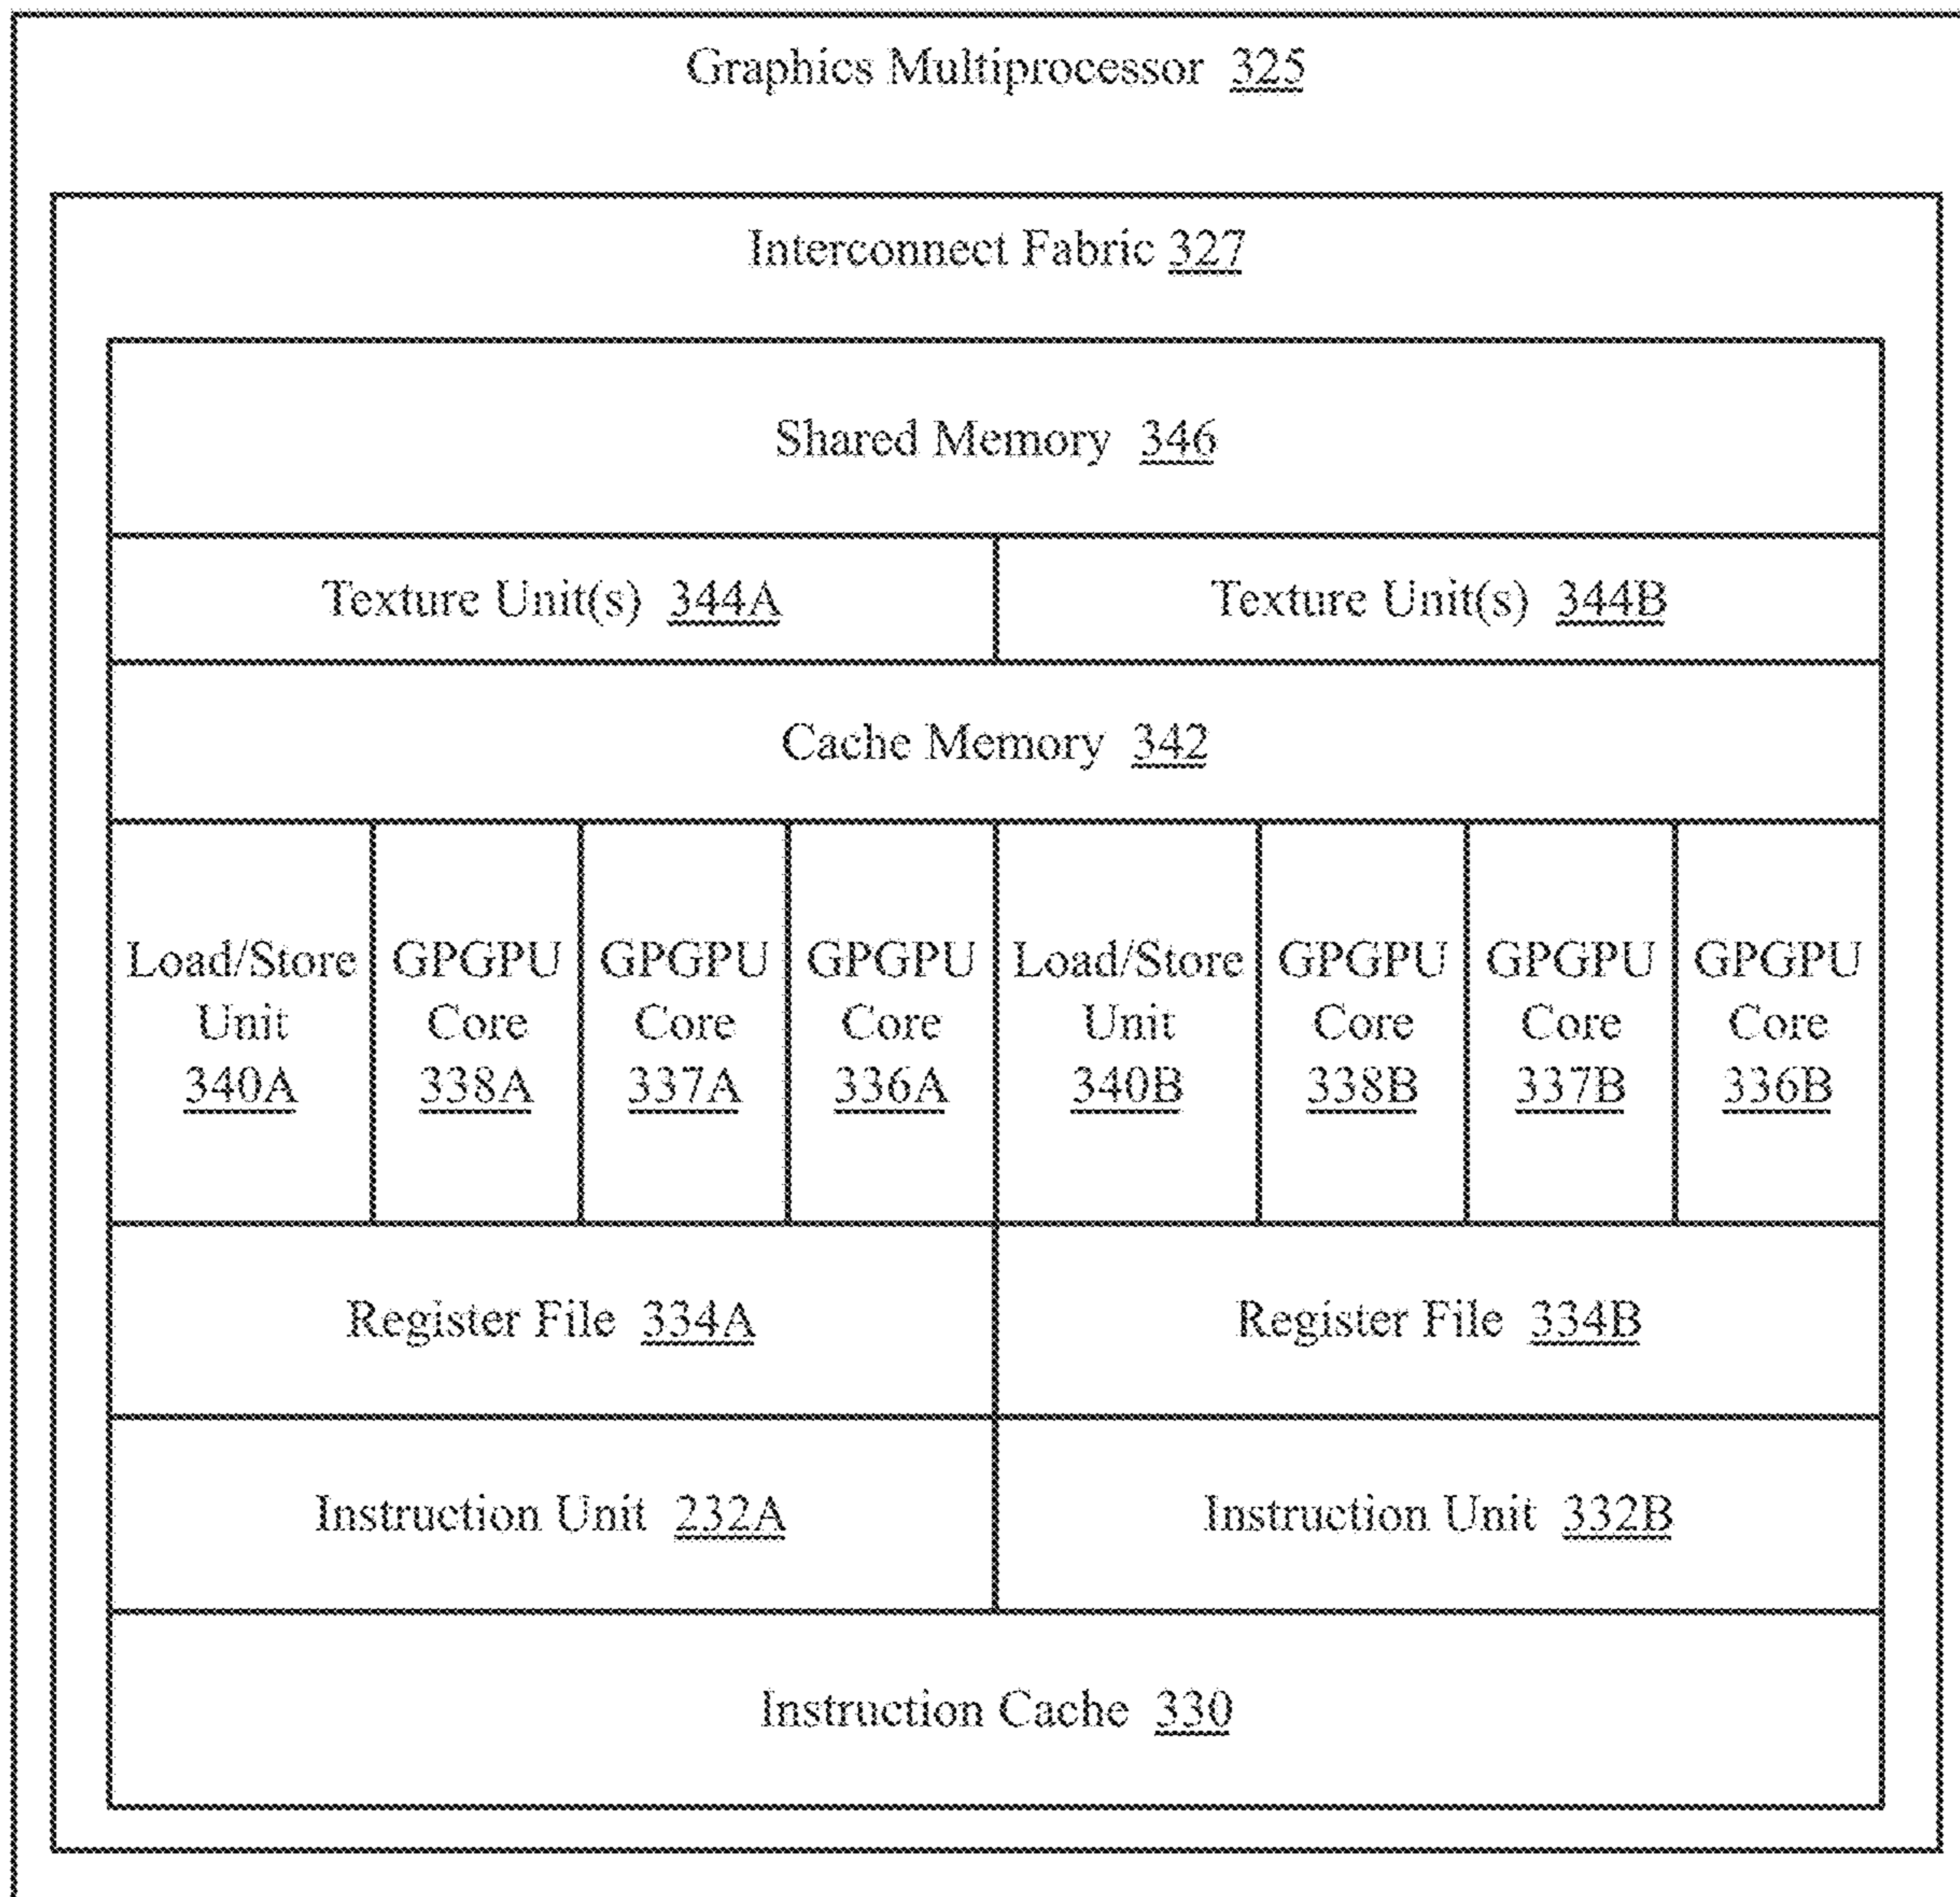 Graphics Multiprocessor 325
Interconnect Fabric 327
Shared Memory 346
Texture Unit(s) 344A
Texture Unit(s) 344B
Cache Memory 342
Load/Store
Unit
340A
GPGPU
Core
338A
GPGPU
Core
337A
GPGPU
Core
336A
Load/Store
Unit
340B
GPGPU
Core
338B
GPGPU
Core
337B
GPGPU
Core
336B
Register File 334A
Register File 334B
Instruction Unit 232A
Instruction Unit 332B
Instruction Cache 330